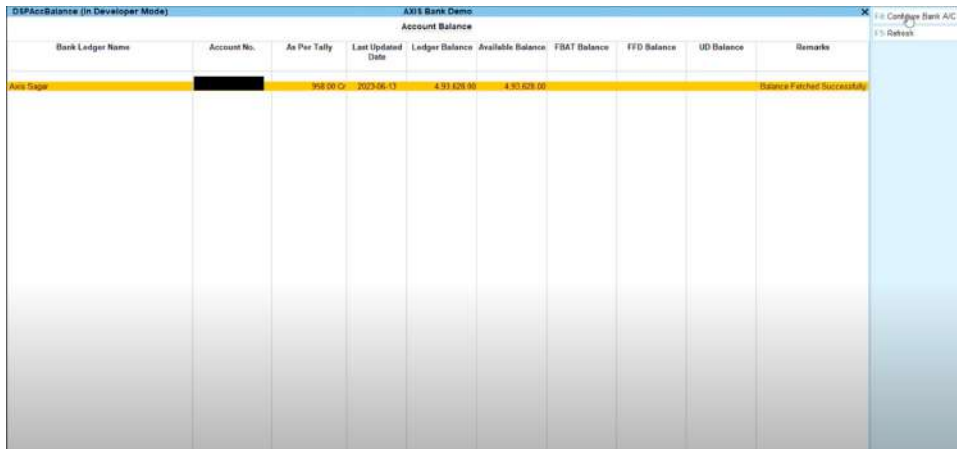 DSPAccBalance (In Developer Mode) AXIS Bank Demo X
F8: Configure Bank A/C
Account Balance
F5: Refresh
Bank Ledger Name Account No. As Per Tally Last Updated Date Ledger Balance Available Balance FBAT Balance FFD Balance UD Balance Remarks
Axis Sagar 958.00 Cr 2023-06-13 4,93,628.00 4,93,628.00 Balance Fetched Successfully